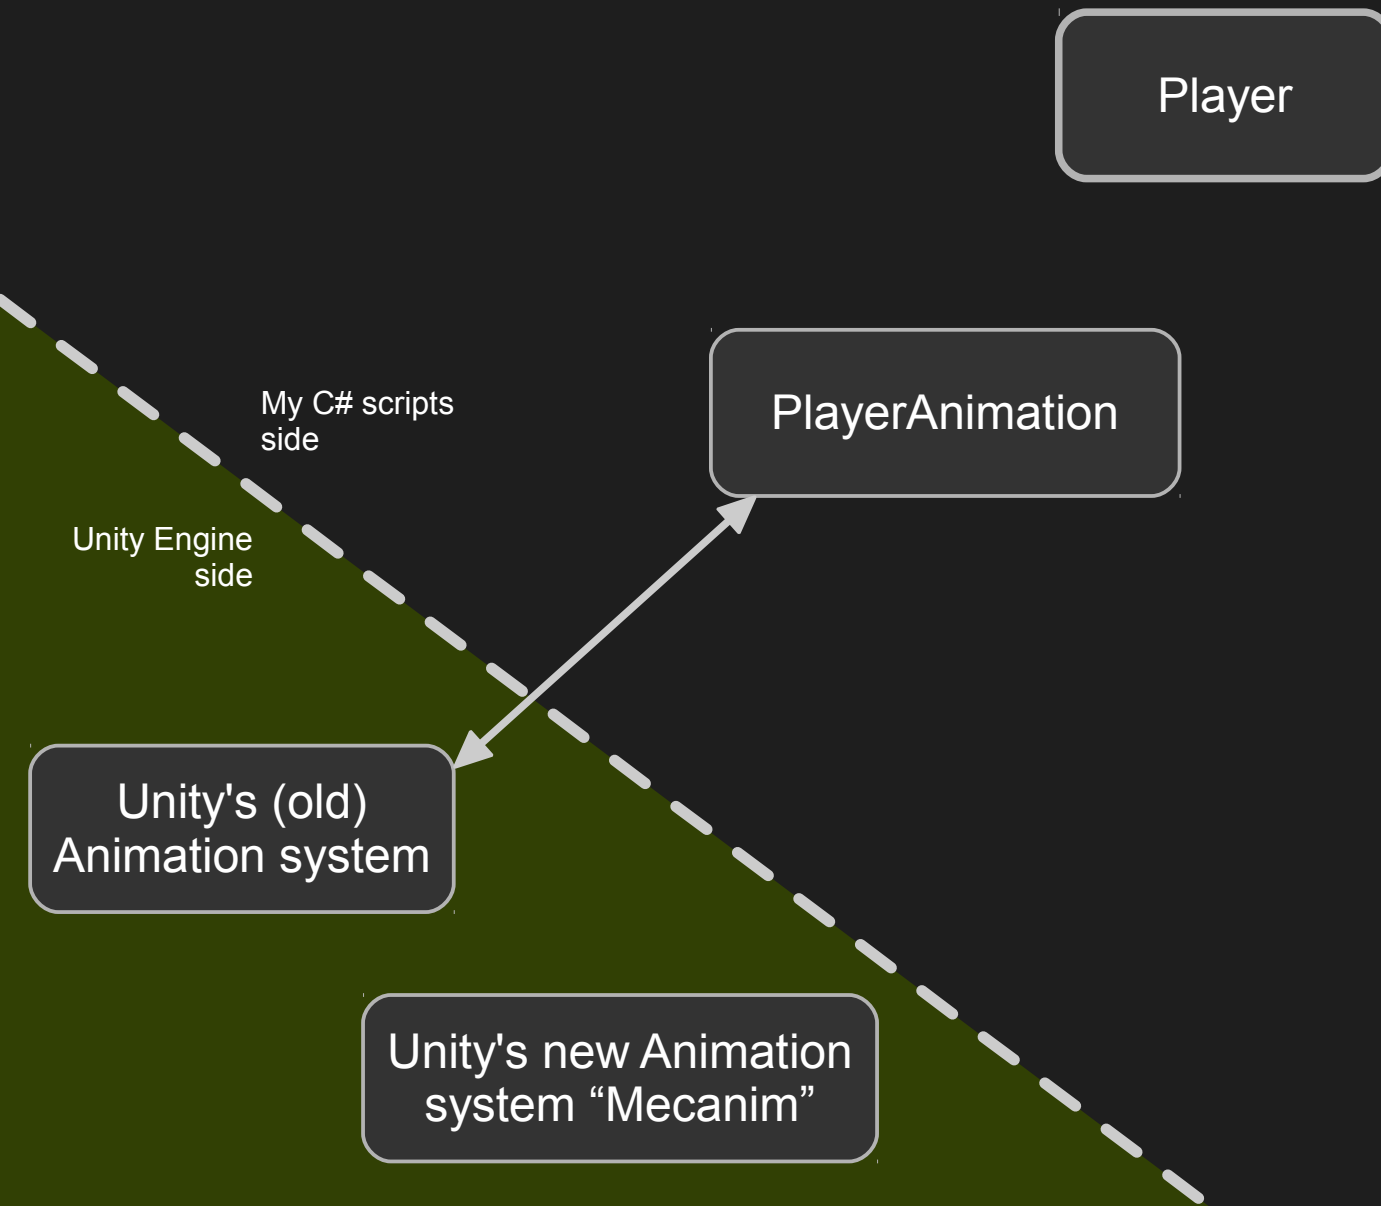 Player
My C# scripts
side
PlayerAnimation
Unity Engine
side
Unity's (old)
Animation system
Unity's new Animation
system “Mecanim”